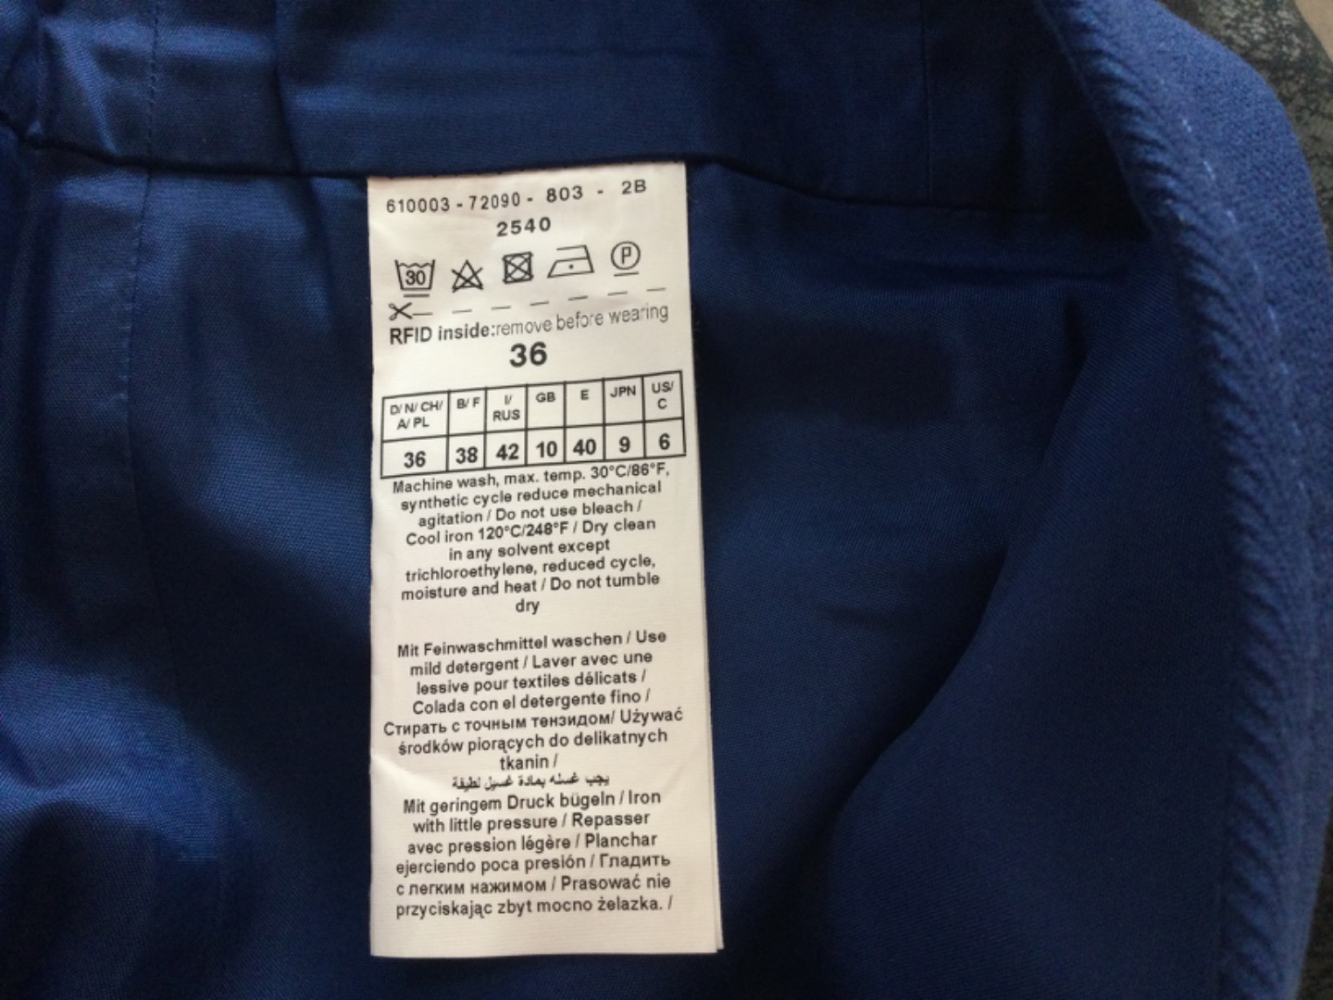 610003 - 72090 - 803 - 2B
2540
30 P
RFID inside:remove before wearing
36
D/ N/ CH/ A/ PL B/ F I/ RUS GB E JPN US/ C
36 38 42 10 40 9 6
Machine wash, max. temp. 30°C/86°F,
synthetic cycle reduce mechanical
agitation / Do not use bleach /
Cool iron 120°C/248°F / Dry clean
in any solvent except
trichloroethylene, reduced cycle,
moisture and heat / Do not tumble
dry
Mit Feinwaschmittel waschen / Use
mild detergent / Laver avec une
lessive pour textiles délicats /
Colada con el detergente fino /
Стирать с точным тензидом/ Używać
środków piorących do delikatnych
tkanin /
يجب غسله بمادة غسيل لطيفة
Mit geringem Druck bügeln / Iron
with little pressure / Repasser
avec pression légère / Planchar
ejerciendo poca presión / Гладить
с легким нажимом / Prasować nie
przyciskając zbyt mocno żelazka. /